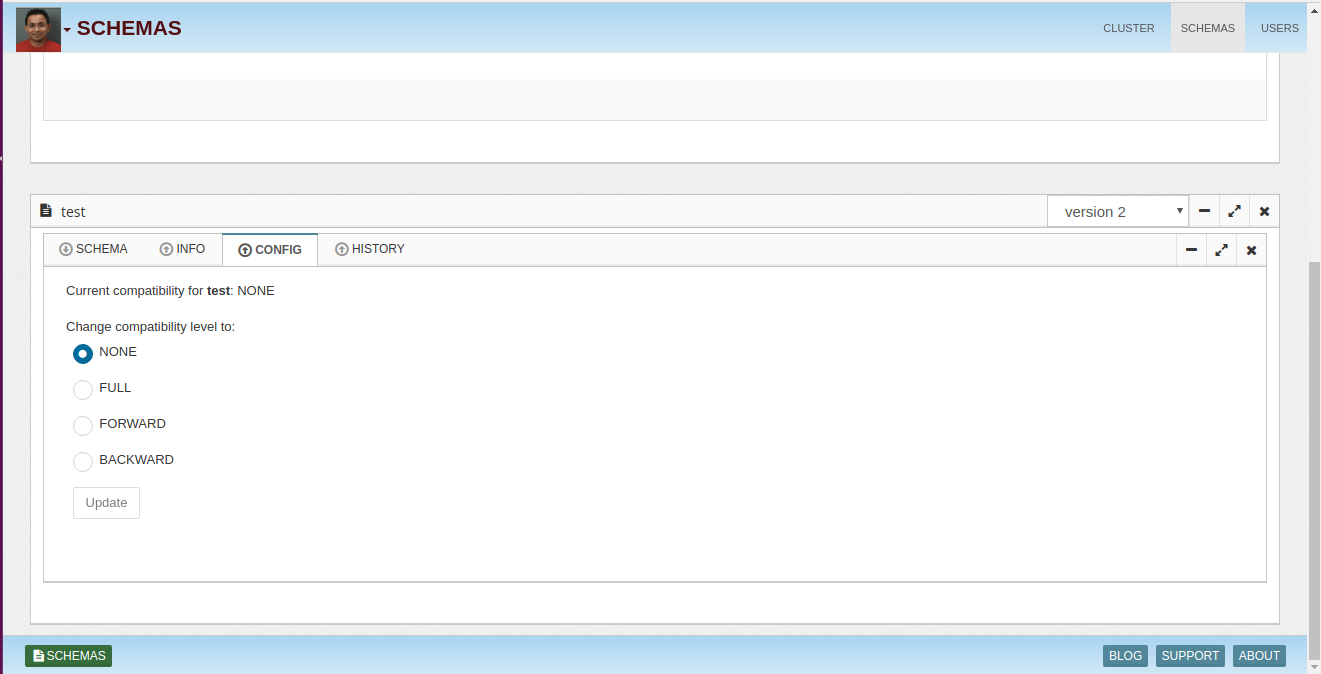 SCHEMAS
CLUSTER
SCHEMAS
USERS
test
version 2
SCHEMA
INFO
CONFIG
HISTORY
Current compatibility for test: NONE
Change compatibility level to:
NONE
FULL
FORWARD
BACKWARD
Update
SCHEMAS
BLOG
SUPPORT
ABOUT